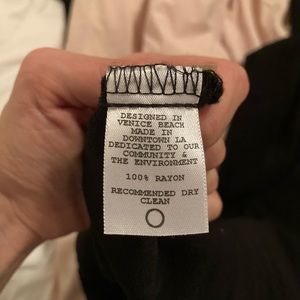 DESIGNED IN
VENICE BEACH
MADE IN
DOWNTOWN LA
DEDICATED TO OUR
COMMUNITY &
THE ENVIRONMENT
100% RAYON
RECOMMENDED DRY
CLEAN